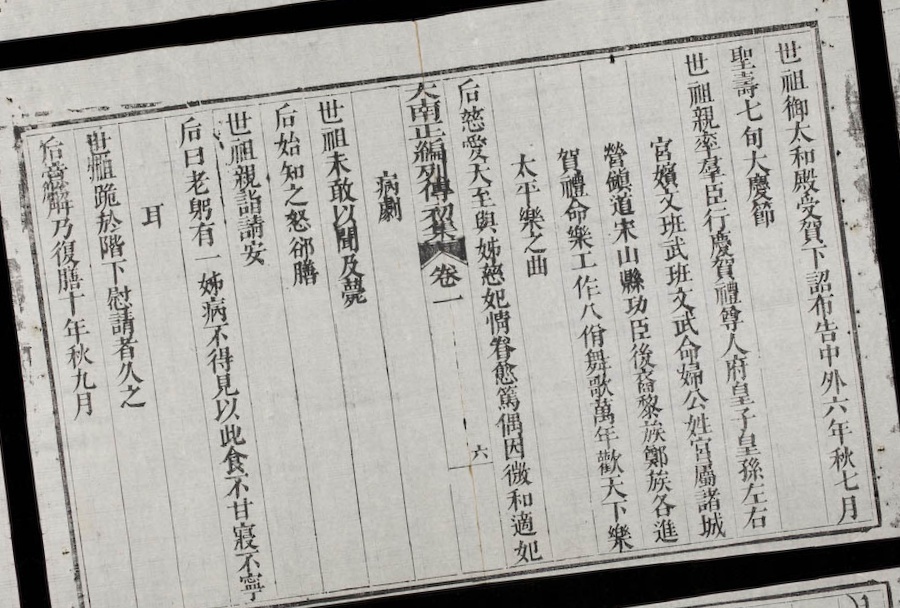 世祖御太和殿受賀下詔布告中外六年秋七月
聖壽七旬大慶節
世祖親率羣臣行慶賀禮尊人府皇子皇孫左右
宮嬪文班武班文武命婦公姓宮屬諸城
營鎮道宋山縣功臣後裔黎族鄭族各進
賀禮命樂工作八佾舞歌萬年歡天下樂
太平樂之曲
后慈愛天至與姊慈妃情眷愈篤偶因微和適妃
大南正編列傳初集 卷一 六
病劇
世祖未敢以聞及薨
后始知之怒郤膳
世祖親詣請安
后曰老躬有一姊病不得見以此食不甘寢不寧
耳
世祖跪於階下慰請者久之
后意解乃復膳十年秋九月